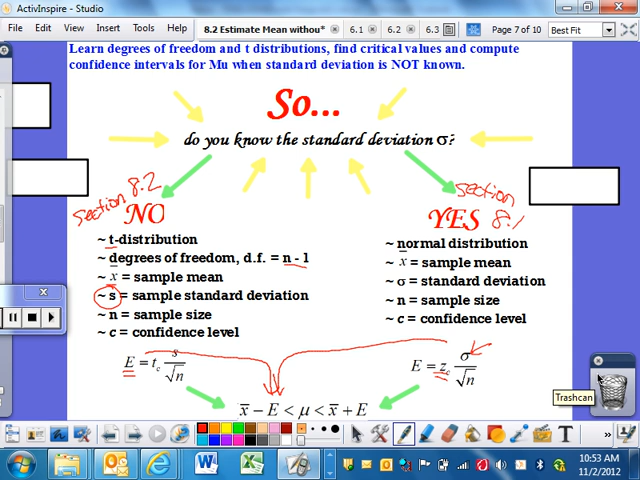 ActivInspire - Studio
File Edit View Insert Tools Help
8.2 Estimate Mean withou* 6.1 6.2 6.3 Page 7 of 10 Best Fit
Learn degrees of freedom and t distributions, find critical values and compute
confidence intervals for Mu when standard deviation is NOT known.
So...
do you know the standard deviation σ?
Section 8.2
NO
~ t-distribution
~ degrees of freedom, d.f. = n - 1
~ x̄ = sample mean
~ s = sample standard deviation
~ n = sample size
~ c = confidence level
E = t_c s/√n
section 8.1
YES
~ normal distribution
~ x̄ = sample mean
~ σ = standard deviation
~ n = sample size
~ c = confidence level
E = z_c σ/√n
x̄ − E < μ < x̄ + E
Trashcan
10:53 AM
11/2/2012